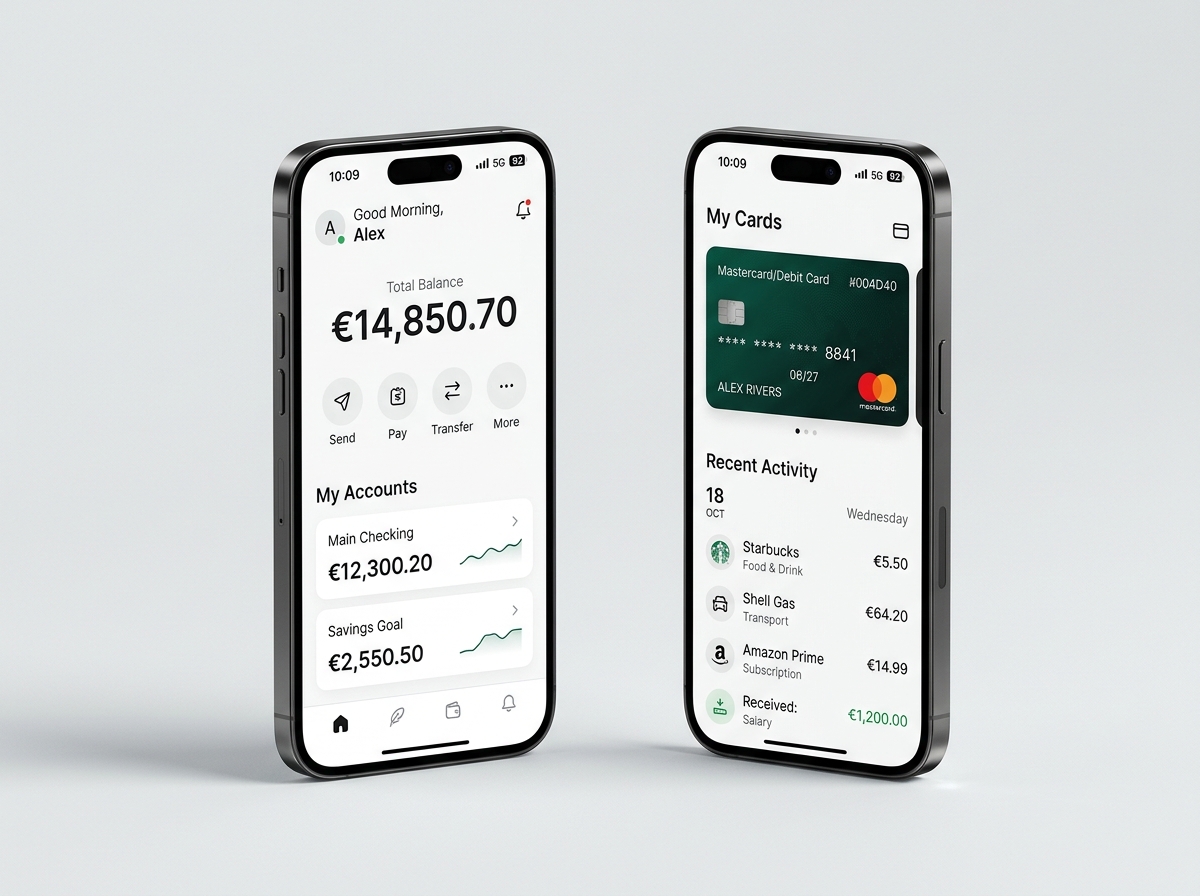 10:09
5G 92
A
Good Morning,
Alex
Total Balance
€14,850.70
Send
Pay
Transfer
More
My Accounts
Main Checking
€12,300.20
Savings Goal
€2,550.50
10:09
5G 92
My Cards
Mastercard/Debit Card #004D40
**** **** **** 8841
08/27
ALEX RIVERS
mastercard.
Recent Activity
18
OCT
Wednesday
Starbucks
€5.50
Food & Drink
Shell Gas
€64.20
Transport
a
Amazon Prime
€14.99
Subscription
Received:
€1,200.00
Salary